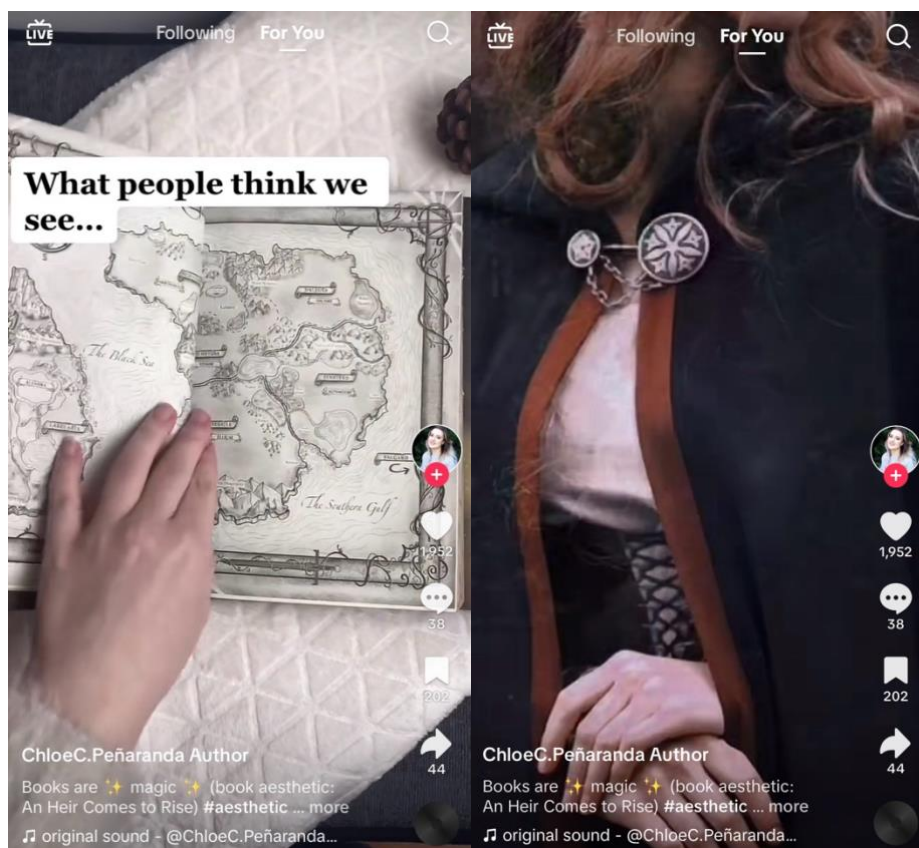 LIVE
Following
For You
What people think we
see...
The Black Sea
The Southern Gulf
1,952
38
202
44
ChloeC.Peñaranda Author
Books are ✨ magic ✨ (book aesthetic:
An Heir Comes to Rise) #aesthetic ... more
original sound - @ChloeC.Peñaranda...
LIVE
Following
For You
1,952
38
202
44
ChloeC.Peñaranda Author
Books are ✨ magic ✨ (book aesthetic:
An Heir Comes to Rise) #aesthetic ... more
original sound - @ChloeC.Peñaranda...